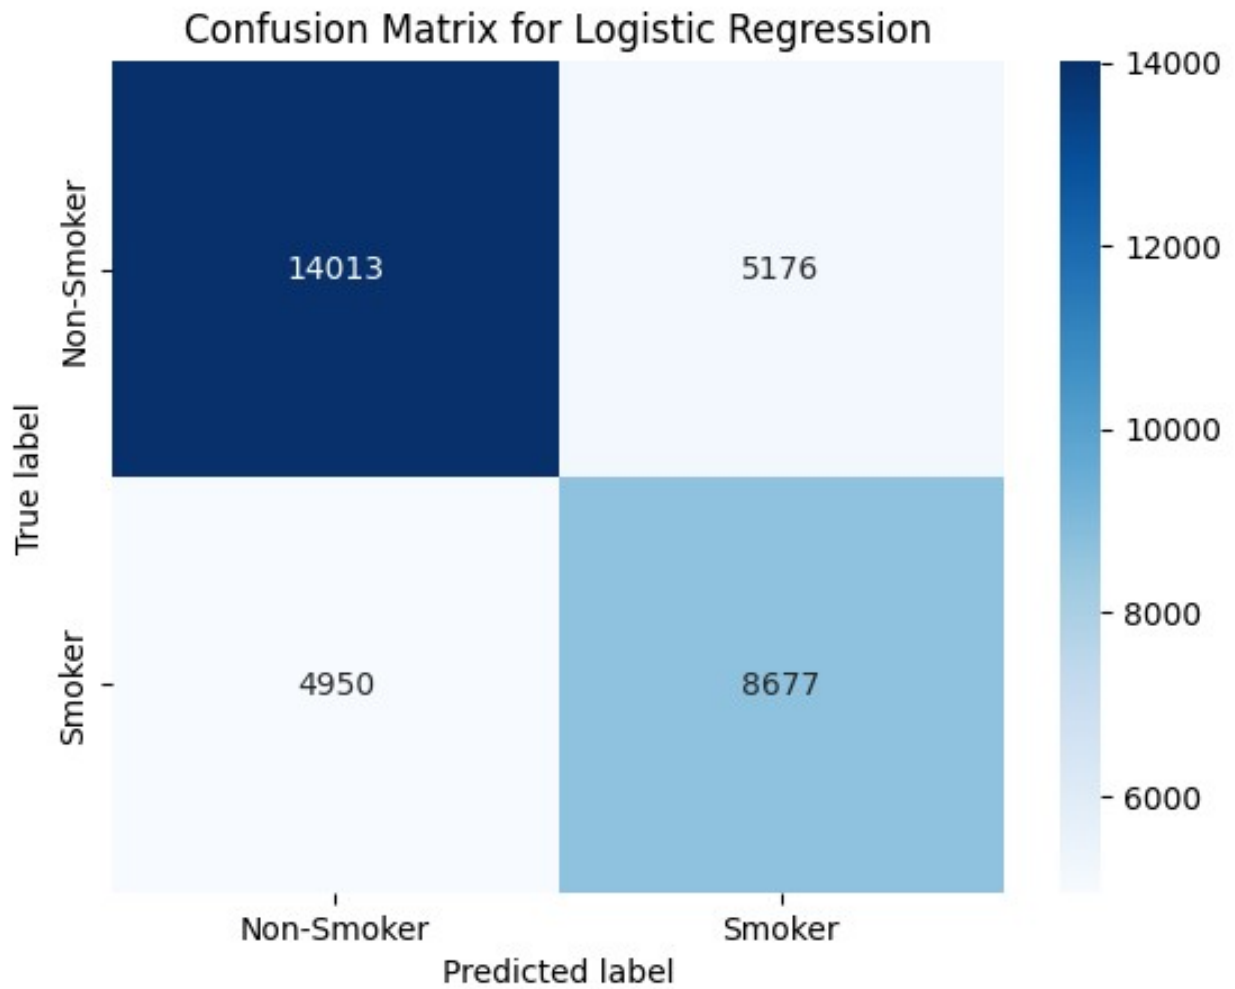 Confusion Matrix for Logistic Regression
True label
Non-Smoker
14013
5176
Smoker
4950
8677
Non-Smoker
Smoker
Predicted label
14000
12000
10000
8000
6000